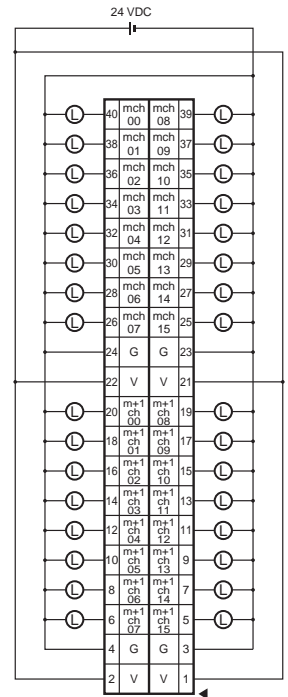 24 VDC
L 40 mch 00 mch 08 39 L
L 38 mch 01 mch 09 37 L
L 36 mch 02 mch 10 35 L
L 34 mch 03 mch 11 33 L
L 32 mch 04 mch 12 31 L
L 30 mch 05 mch 13 29 L
L 28 mch 06 mch 14 27 L
L 26 mch 07 mch 15 25 L
24 G G 23
22 V V 21
L 20 m+1 ch 00 m+1 ch 08 19 L
L 18 m+1 ch 01 m+1 ch 09 17 L
L 16 m+1 ch 02 m+1 ch 10 15 L
L 14 m+1 ch 03 m+1 ch 11 13 L
L 12 m+1 ch 04 m+1 ch 12 11 L
L 10 m+1 ch 05 m+1 ch 13 9 L
L 8 m+1 ch 06 m+1 ch 14 7 L
L 6 m+1 ch 07 m+1 ch 15 5 L
4 G G 3
2 V V 1